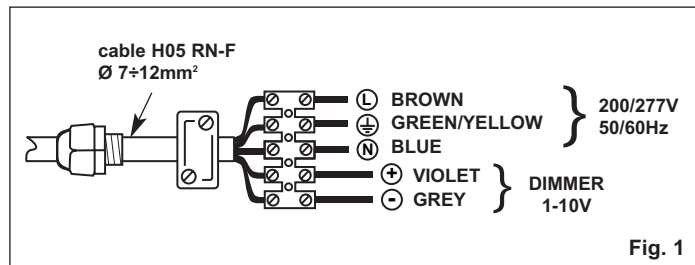 cable H05 RN-F
Ø 7÷12mm²
L BROWN
GREEN/YELLOW
N BLUE
+ VIOLET
- GREY
200/277V
50/60Hz
DIMMER
1-10V
Fig. 1